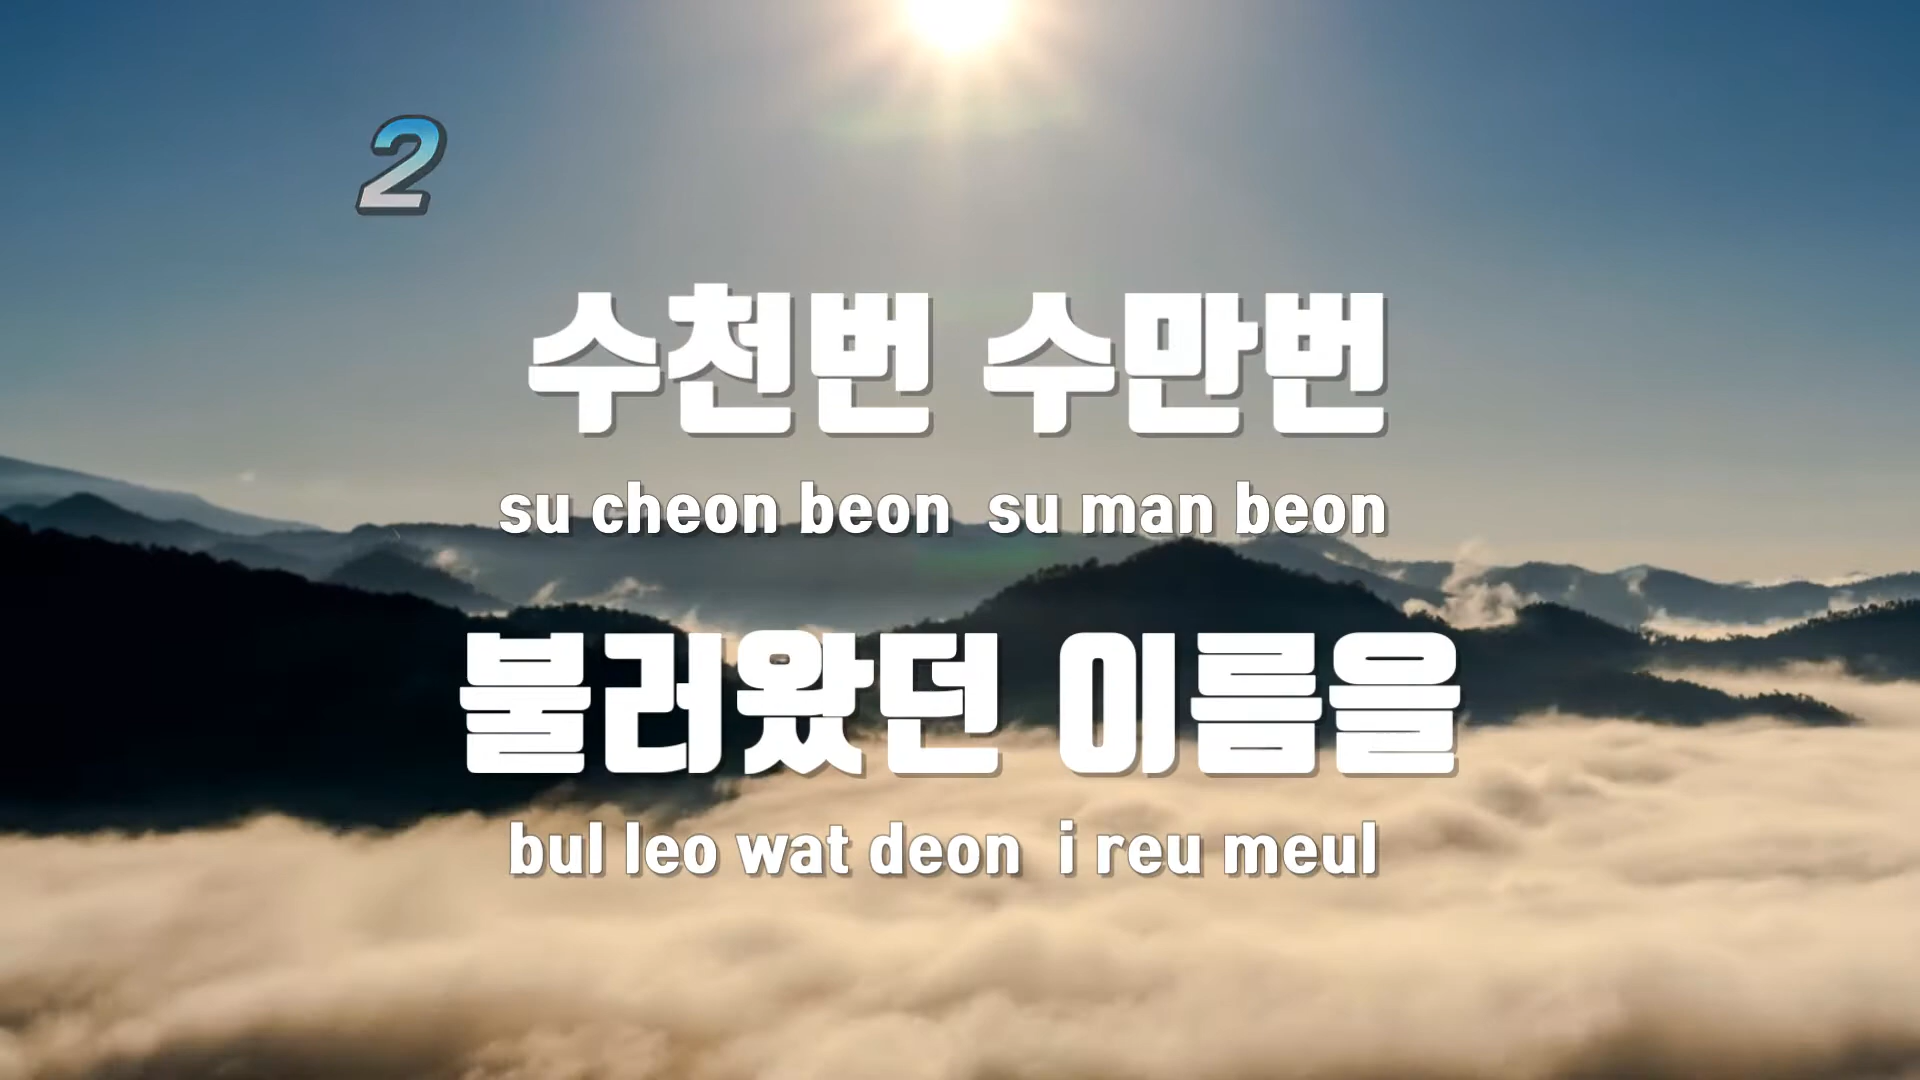 2
수천번 수만번
su cheon beon su man beon
불러왔던 이름을
bul leo wat deon i reu meul